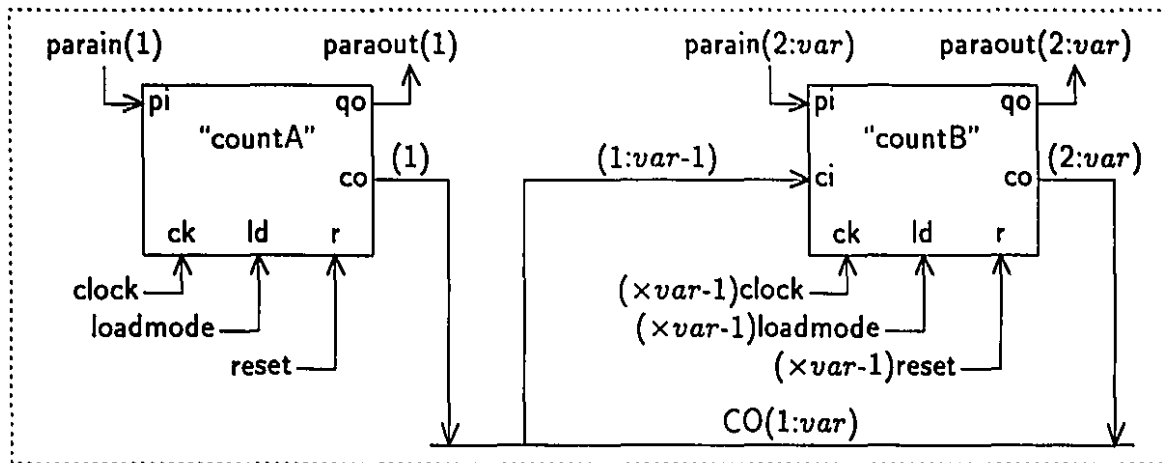 parain(1) paraout(1) parain(2:var) paraout(2:var)
pi qo pi qo
"countA" "countB"
(1) (1:var-1) (2:var)
co ci co
ck ld r ck ld r
clock (×var-1)clock
loadmode (×var-1)loadmode
reset (×var-1)reset
CO(1:var)